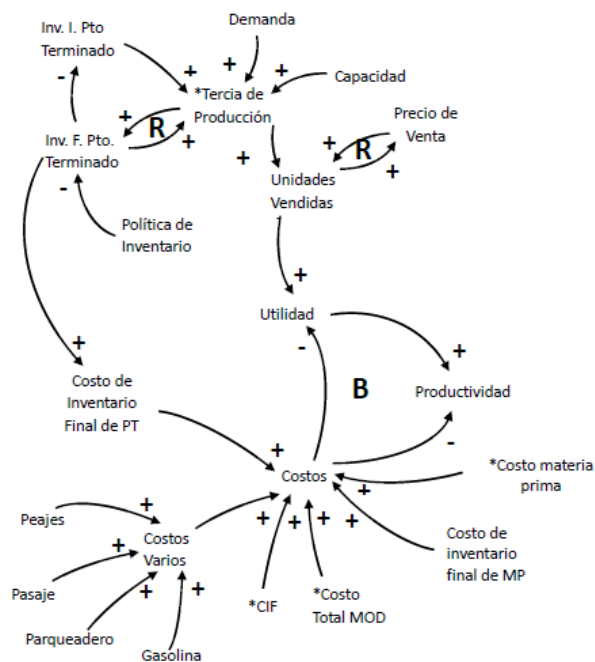 Demanda
Inv. I. Pto
Terminado
-
+
+
+
Capacidad
*Tercia de
Producción
+
R
+
Inv. F. Pto.
Terminado
-
Precio de
Venta
+
R
+
+
Unidades
Vendidas
Política de
Inventario
+
Utilidad
-
+
+
B
Costo de
Inventario
Final de PT
Productividad
-
+
Costos
+
*Costo materia
prima
Peajes
+
Costos
Varios
+
+
+
+
+
Costo de
inventario
final de MP
Pasaje
+
+
*CIF
*Costo
Total MOD
Parqueadero
Gasolina